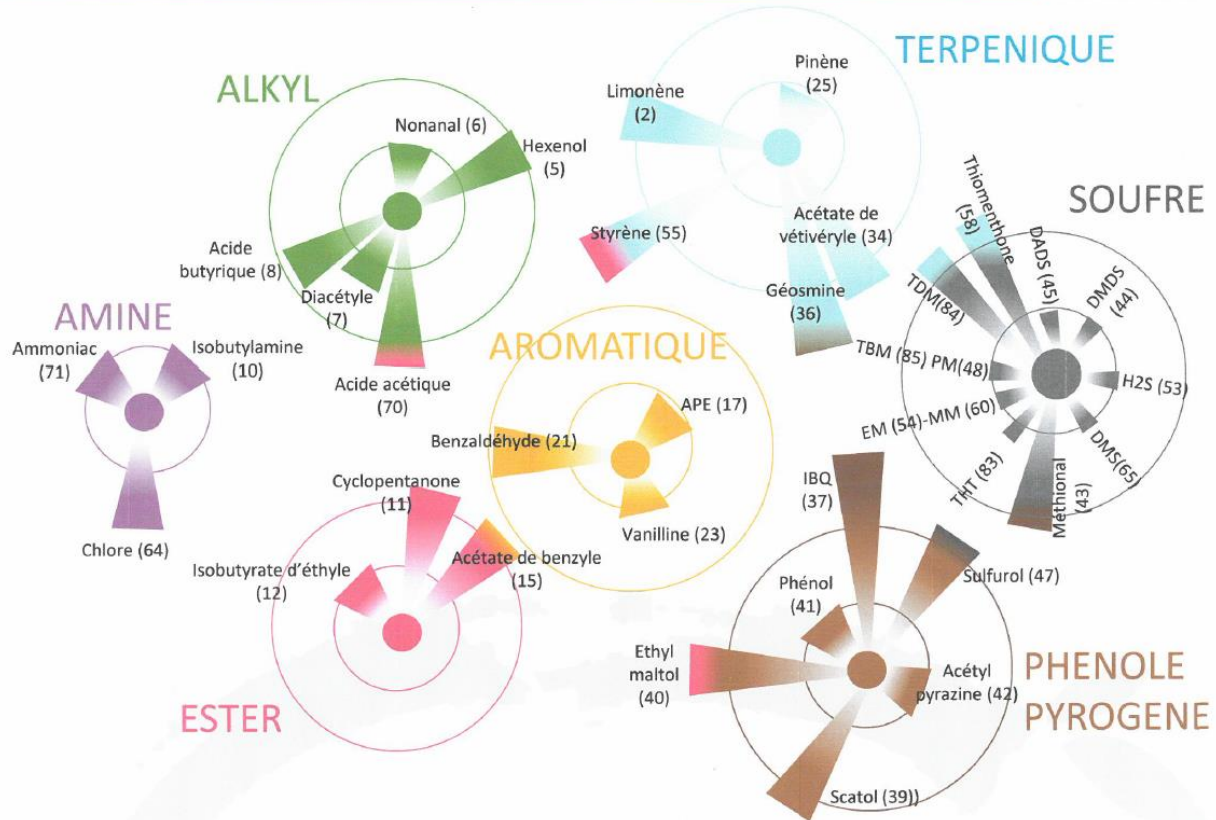 ALKYL
Nonanal (6)
Hexenol
(5)
Acide
butyrique (8)
Diacétyle
(7)
Acide acétique
(70)
TERPENIQUE
Pinène
(25)
Limonène
(2)
Styrène (55)
Acétate de
vétivéryle (34)
Géosmine
(36)
SOUFRE
Thiomenthone
(58)
DADS (45)
DMDS
(44)
TDM(84)
TBM (85) PM(48)
H2S (53)
EM (54)-MM (60)
THT (83)
Méthional
(43)
DMS(65)
AMINE
Ammoniac
(71)
Isobutylamine
(10)
Chlore (64)
AROMATIQUE
APE (17)
Benzaldéhyde (21)
Vanilline (23)
Cyclopentanone
(11)
Acétate de benzyle
(15)
Isobutyrate d'éthyle
(12)
ESTER
IBQ
(37)
Sulfurol (47)
Phénol
(41)
Ethyl
maltol
(40)
Acétyl
pyrazine (42)
Scatol (39))
PHENOLE
PYROGENE